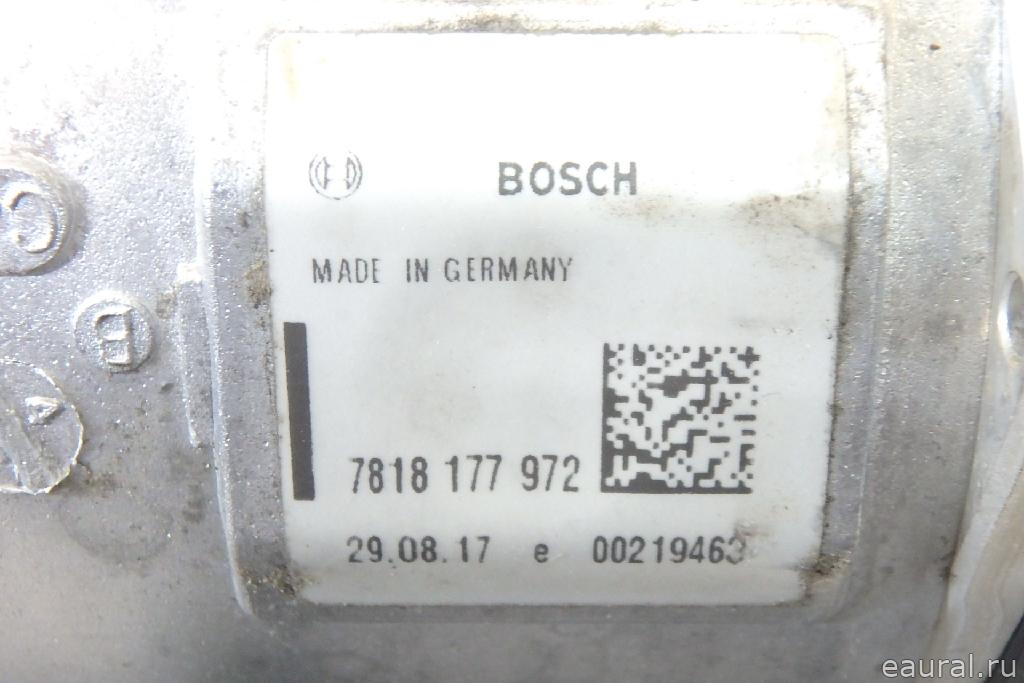 BOSCH
MADE IN GERMANY
7818 177 972
29.08.17 e 00219463
C
B
eaural.ru